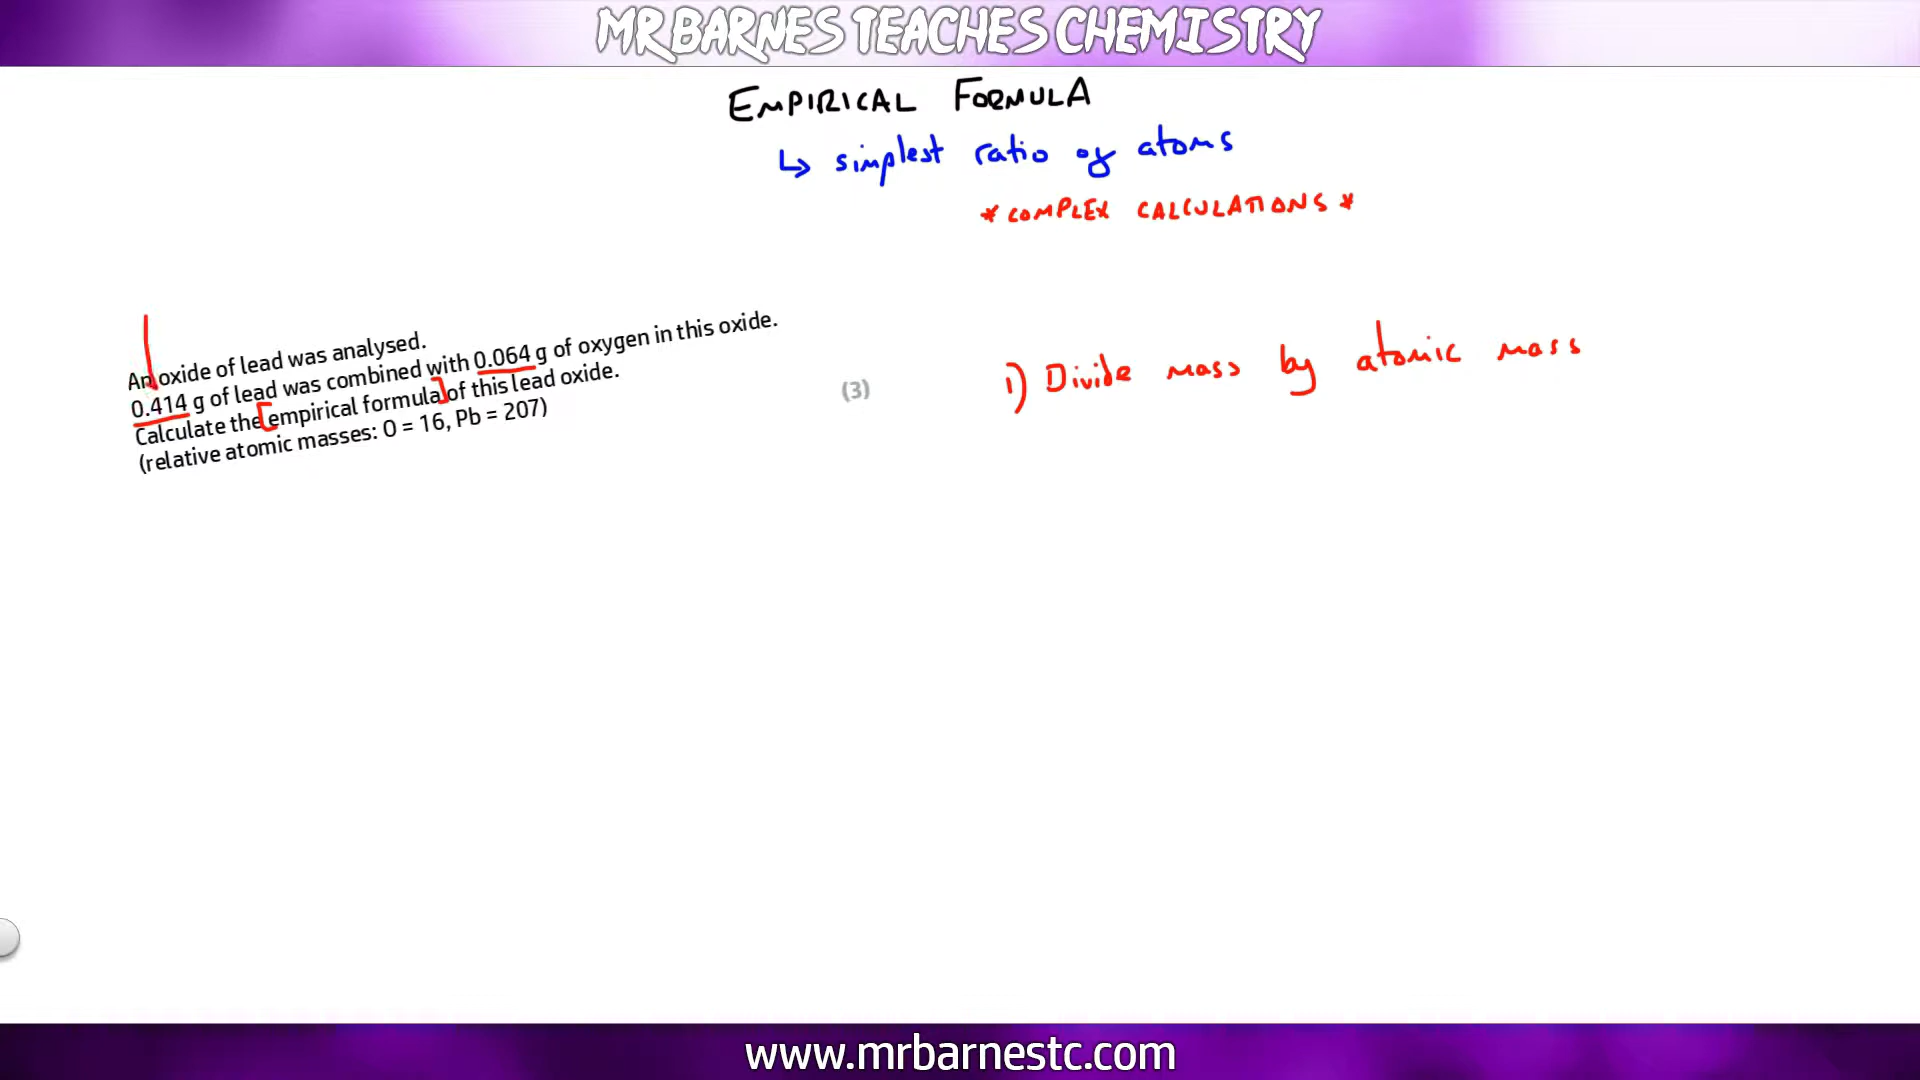 MR BARNES TEACHES CHEMISTRY
EMPIRICAL FORMULA
↳ simplest ratio of atoms
* COMPLEX CALCULATIONS *
An oxide of lead was analysed.
0.414 g of lead was combined with 0.064 g of oxygen in this oxide.
Calculate the [empirical formula] of this lead oxide.
(relative atomic masses: O = 16, Pb = 207)
(3)
1) Divide mass by atomic mass
www.mrbarnestc.com